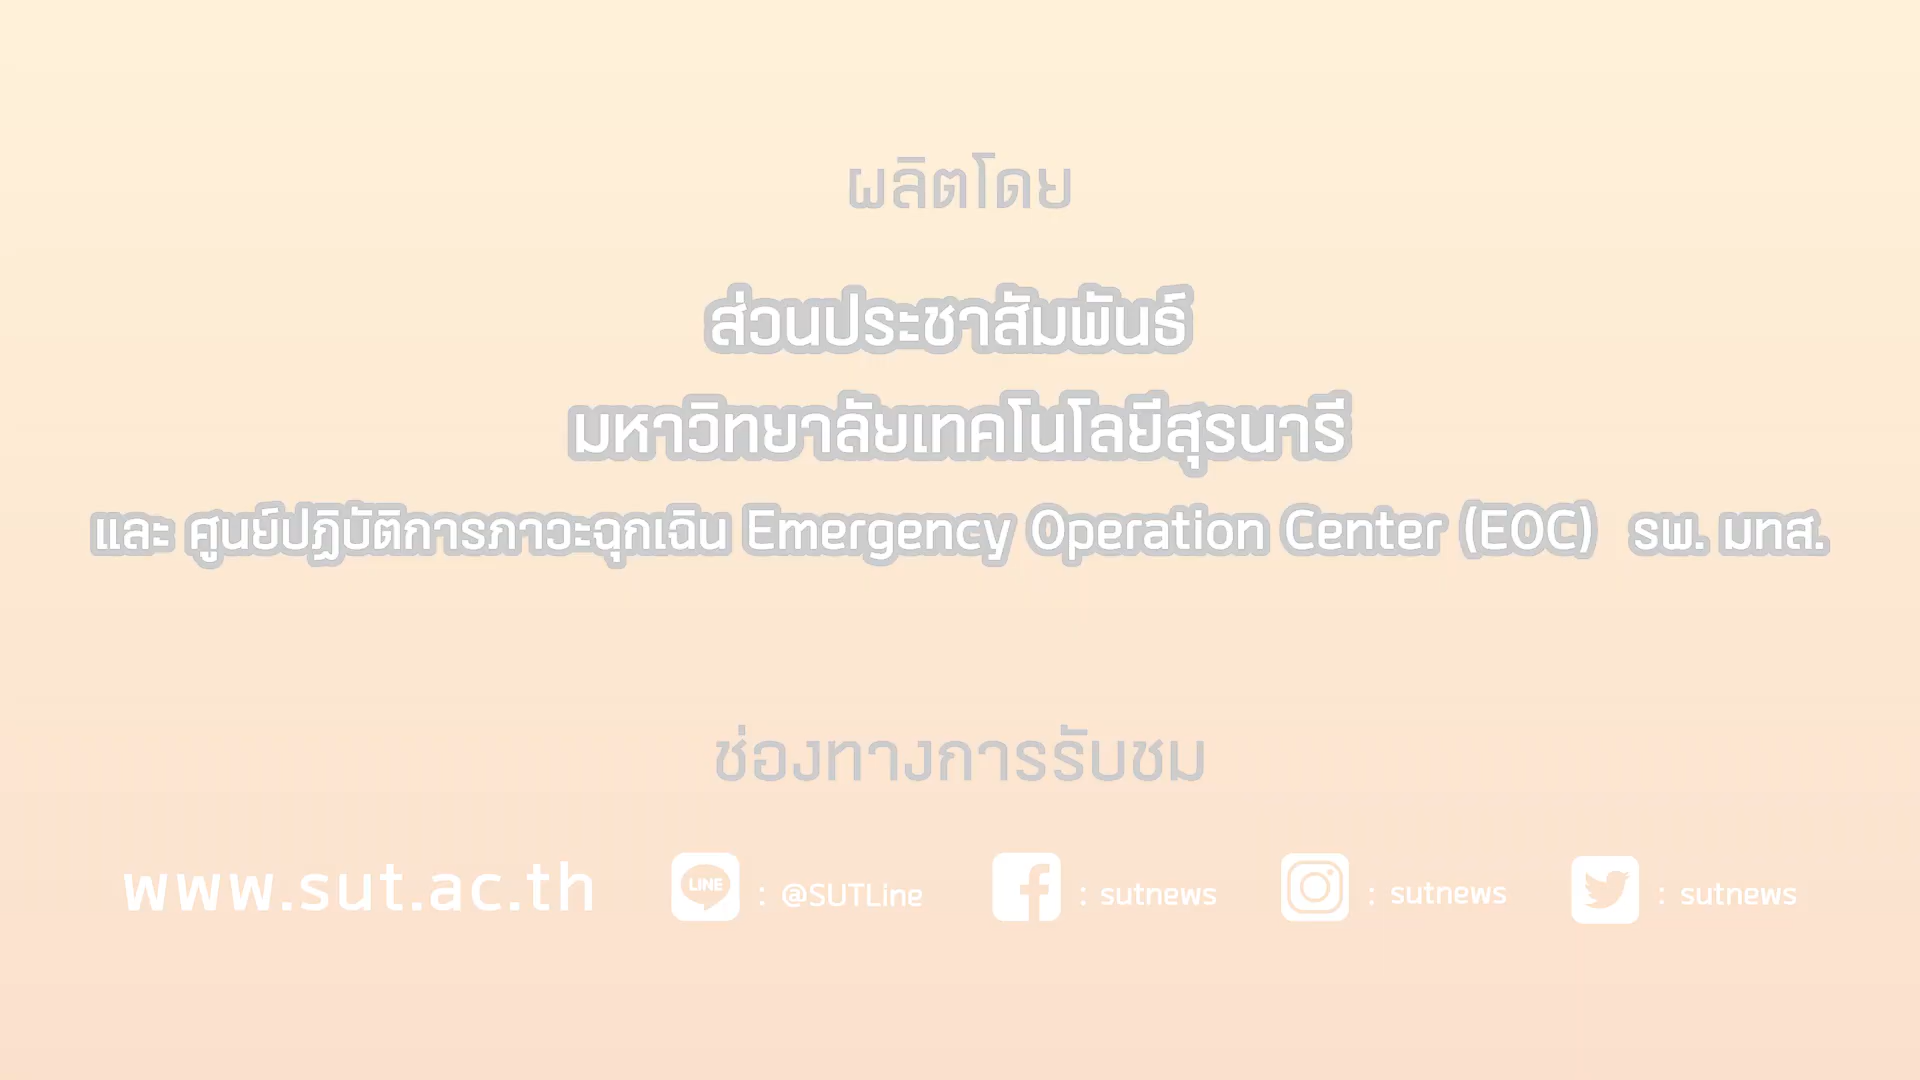 ผลิตโดย
ส่วนประชาสัมพันธ์
มหาวิทยาลัยเทคโนโลยีสุรนารี
และ ศูนย์ปฏิบัติการภาวะฉุกเฉิน Emergency Operation Center (EOC) รพ. มทส.
ช่องทางการรับชม
www.sut.ac.th LINE : @SUTLine : sutnews : sutnews : sutnews